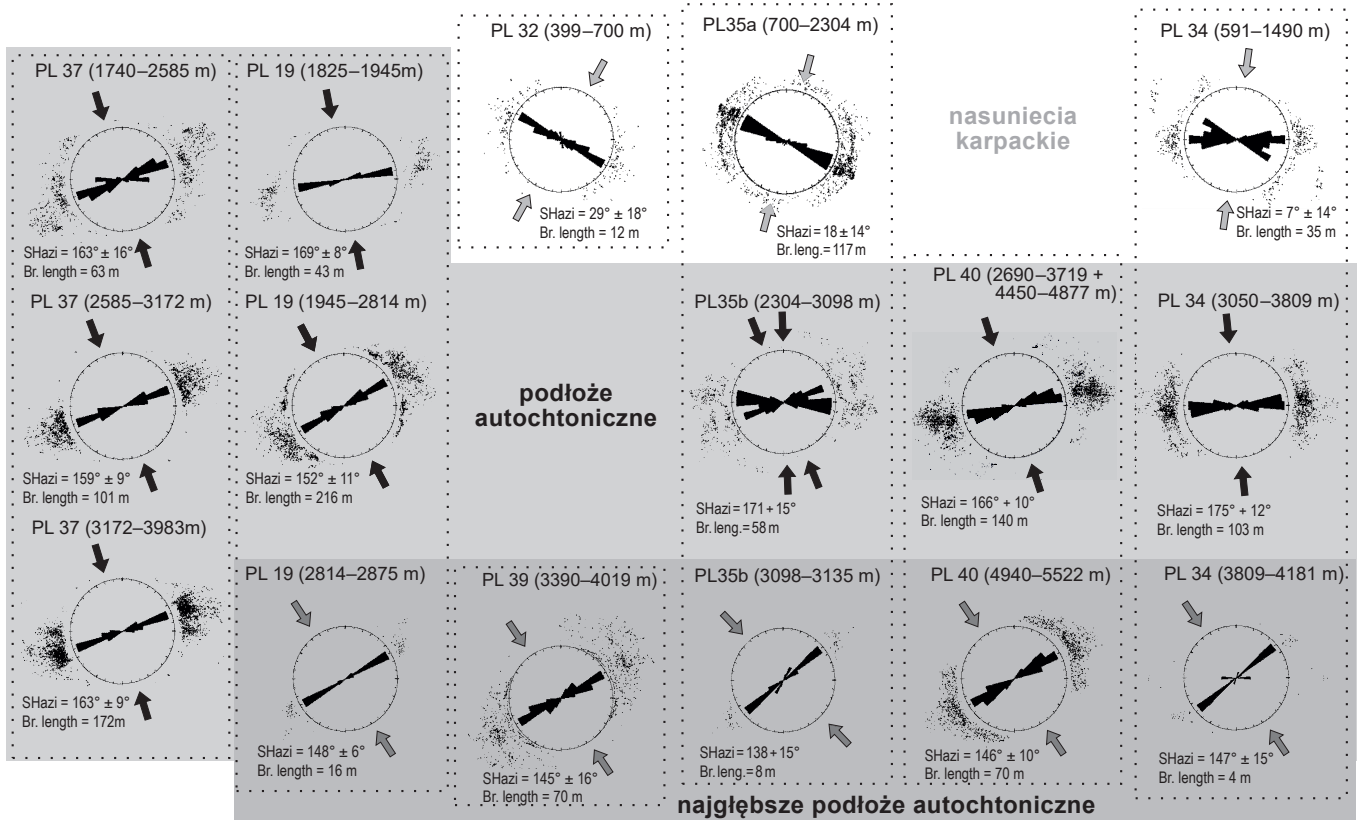 PL 32 (399–700 m)
SHazi = 29° ± 18°
Br. length = 12 m
PL35a (700–2304 m)
SHazi = 18 ± 14°
Br.leng.= 117m
nasuniecia
karpackie
PL 34 (591–1490 m)
SHazi = 7° ± 14°
Br. length = 35 m
PL 37 (1740–2585 m)
SHazi = 163° ± 16°
Br. length = 63 m
PL 19 (1825–1945m)
SHazi = 169° ± 8°
Br. length = 43 m
PL 37 (2585–3172 m)
SHazi = 159° ± 9°
Br. length = 101 m
PL 19 (1945–2814 m)
SHazi = 152° ± 11°
Br. length = 216 m
podłoże
autochtoniczne
PL35b (2304–3098 m)
SHazi = 171 + 15°
Br. leng.= 58 m
PL 40 (2690–3719 +
4450–4877 m)
SHazi = 166° + 10°
Br. length = 140 m
PL 34 (3050–3809 m)
SHazi = 175° + 12°
Br. length = 103 m
PL 37 (3172–3983m)
SHazi = 163° ± 9°
Br. length = 172m
PL 19 (2814–2875 m)
SHazi = 148° ± 6°
Br. length = 16 m
PL 39 (3390–4019 m)
SHazi = 145° ± 16°
Br. length = 70 m
PL35b (3098–3135 m)
SHazi = 138 + 15°
Br. leng.= 8 m
PL 40 (4940–5522 m)
SHazi = 146° ± 10°
Br. length = 70 m
PL 34 (3809–4181 m)
SHazi = 147° ± 15°
Br. length = 4 m
najgłębsze podłoże autochtoniczne